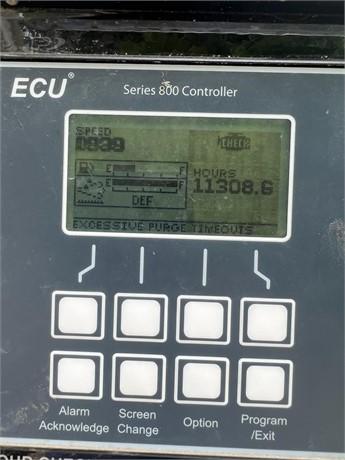 ECU®
Series 800 Controller
SPEED
0939
CHECK
E F
E F
DEF
HOURS
11308.6
EXCESSIVE PURGE TIMEOUTS
Alarm
Acknowledge
Screen
Change
Option
Program
/Exit